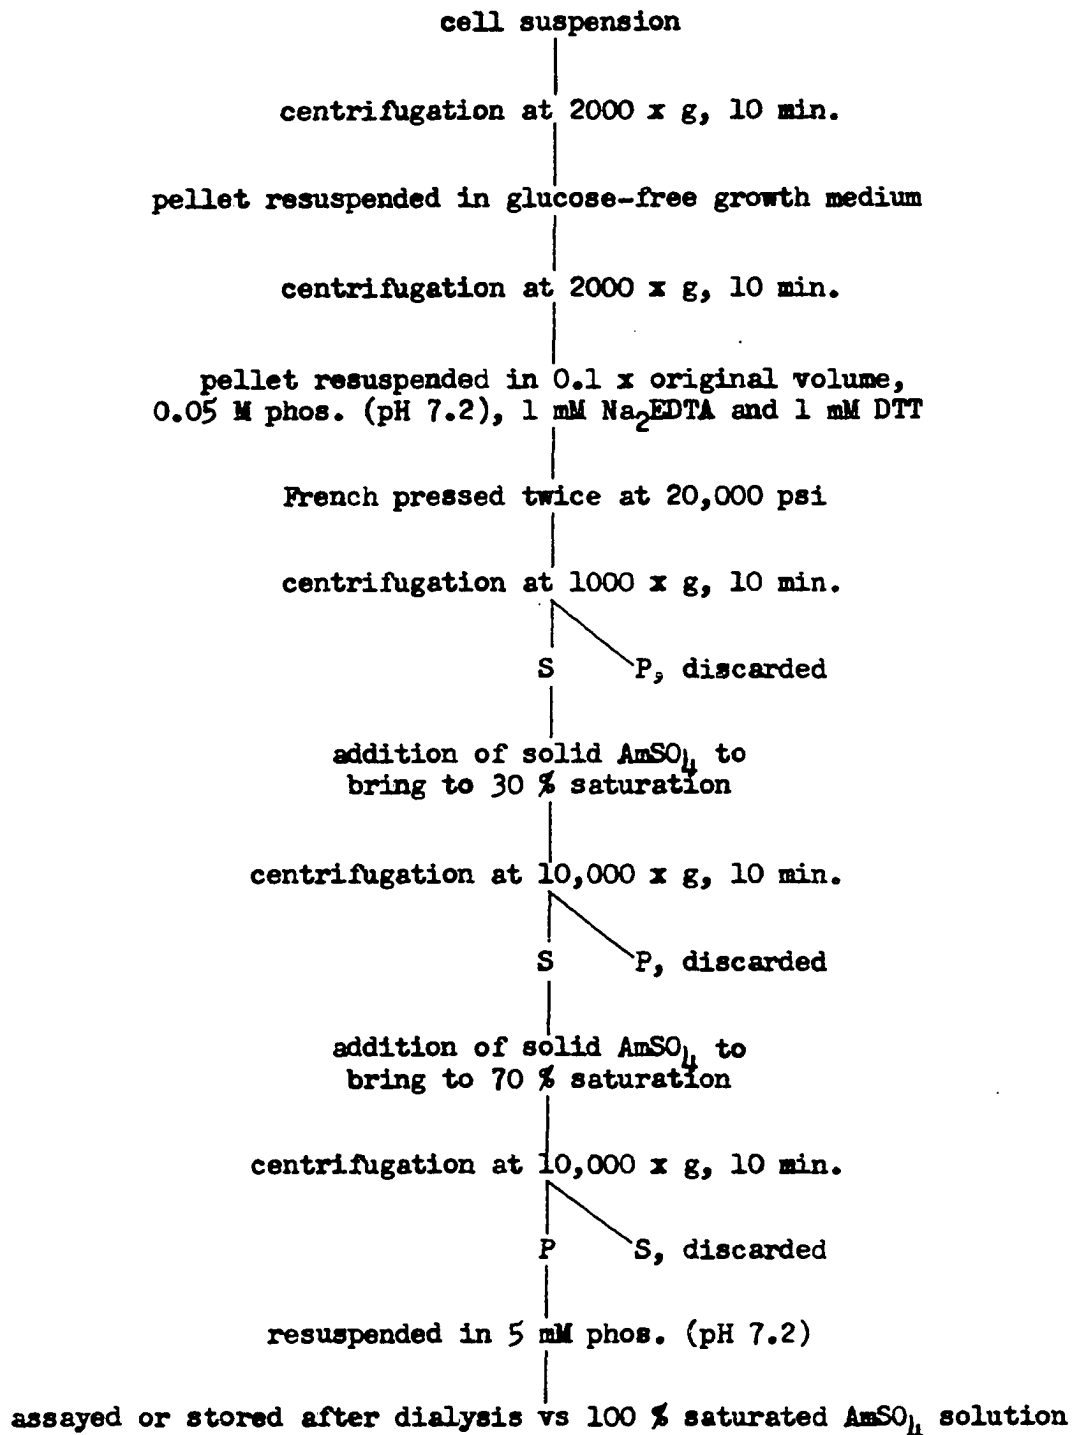 cell suspension
centrifugation at 2000 x g, 10 min.
pellet resuspended in glucose-free growth medium
centrifugation at 2000 x g, 10 min.
pellet resuspended in 0.1 x original volume,
0.05 M phos. (pH 7.2), 1 mM Na₂EDTA and 1 mM DTT
French pressed twice at 20,000 psi
centrifugation at 1000 x g, 10 min.
S P, discarded
addition of solid AmSO₄ to
bring to 30 % saturation
centrifugation at 10,000 x g, 10 min.
S P, discarded
addition of solid AmSO₄ to
bring to 70 % saturation
centrifugation at 10,000 x g, 10 min.
P S, discarded
resuspended in 5 mM phos. (pH 7.2)
assayed or stored after dialysis vs 100 % saturated AmSO₄ solution